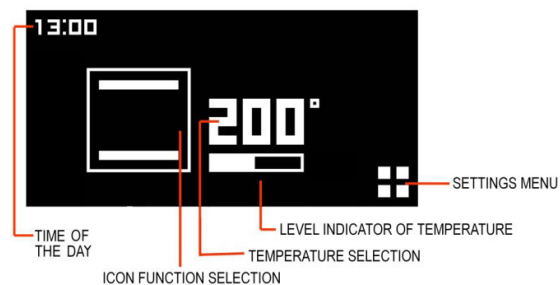 13:00
200°
SETTINGS MENU
LEVEL INDICATOR OF TEMPERATURE
TIME OF
THE DAY
TEMPERATURE SELECTION
ICON FUNCTION SELECTION